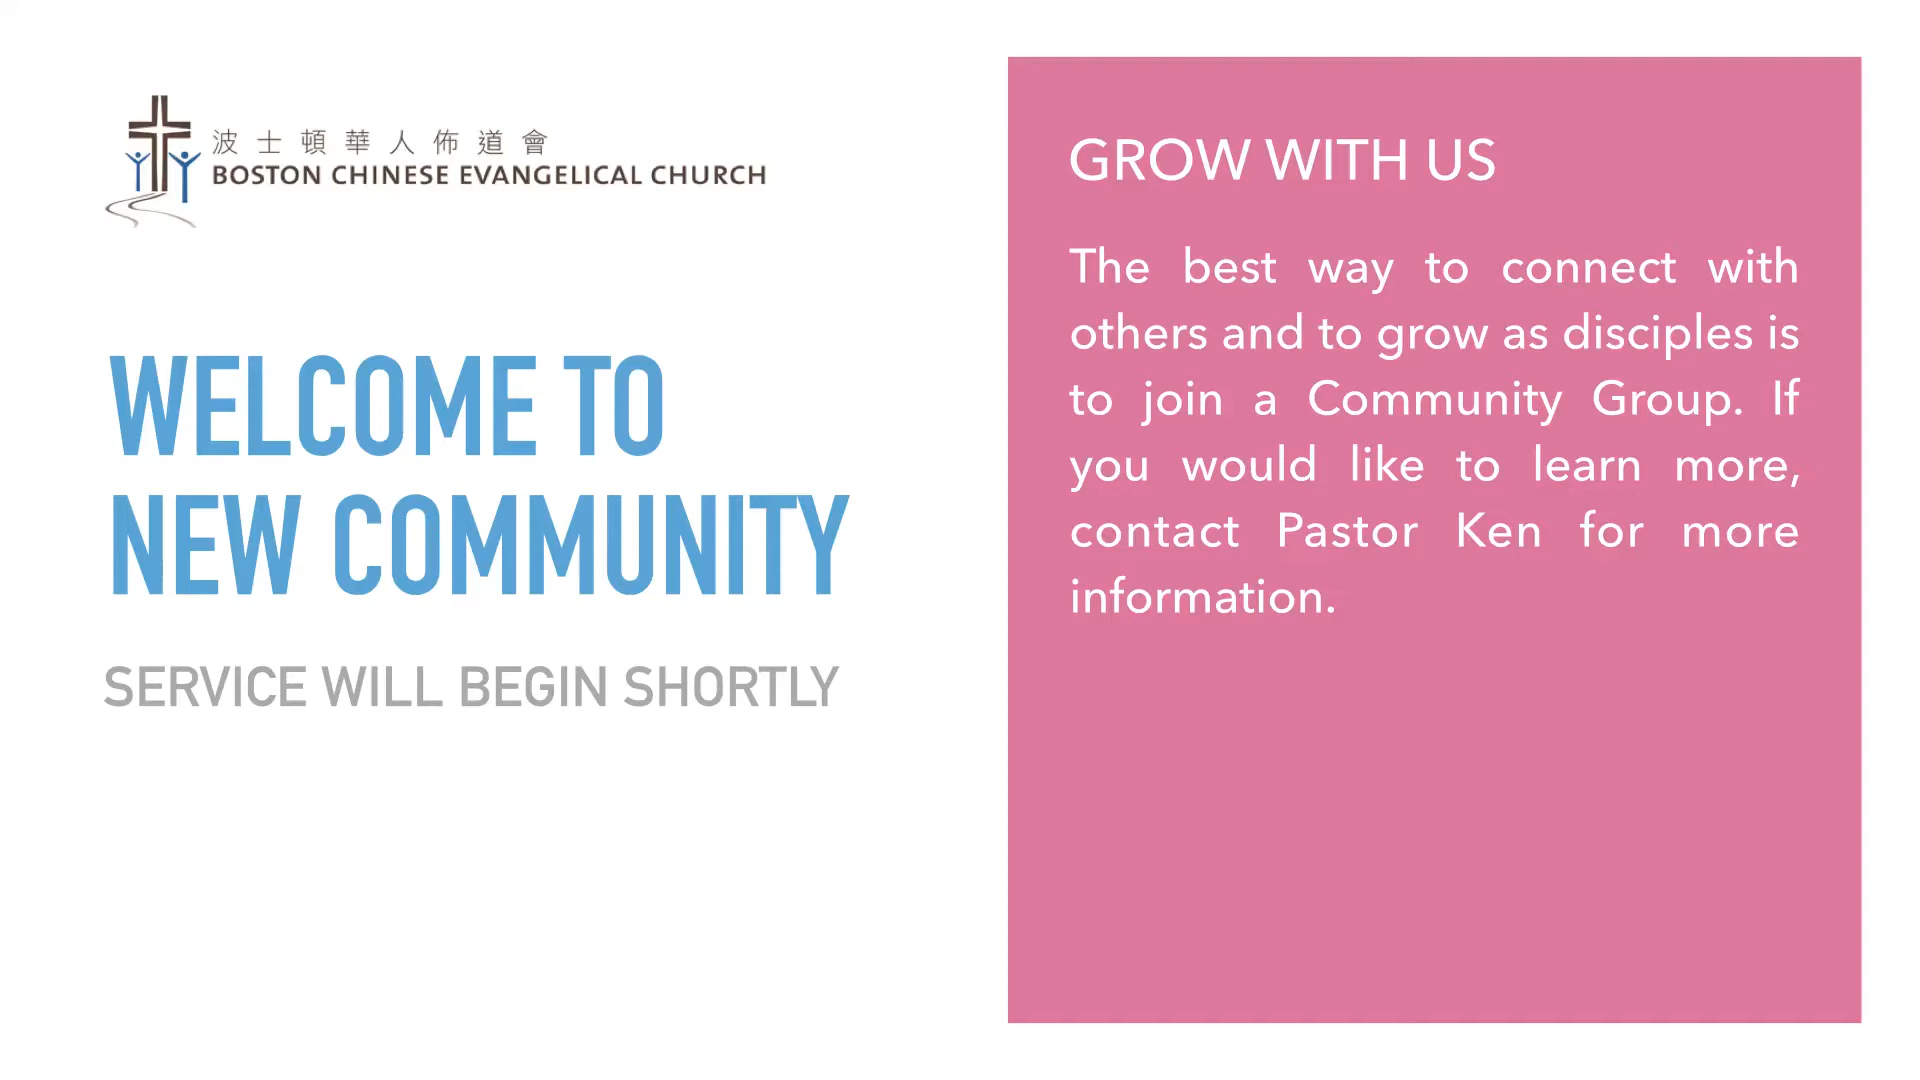 波士頓華人佈道會
BOSTON CHINESE EVANGELICAL CHURCH
WELCOME TO
NEW COMMUNITY
SERVICE WILL BEGIN SHORTLY
GROW WITH US
The best way to connect with
others and to grow as disciples is
to join a Community Group. If
you would like to learn more,
contact Pastor Ken for more
information.